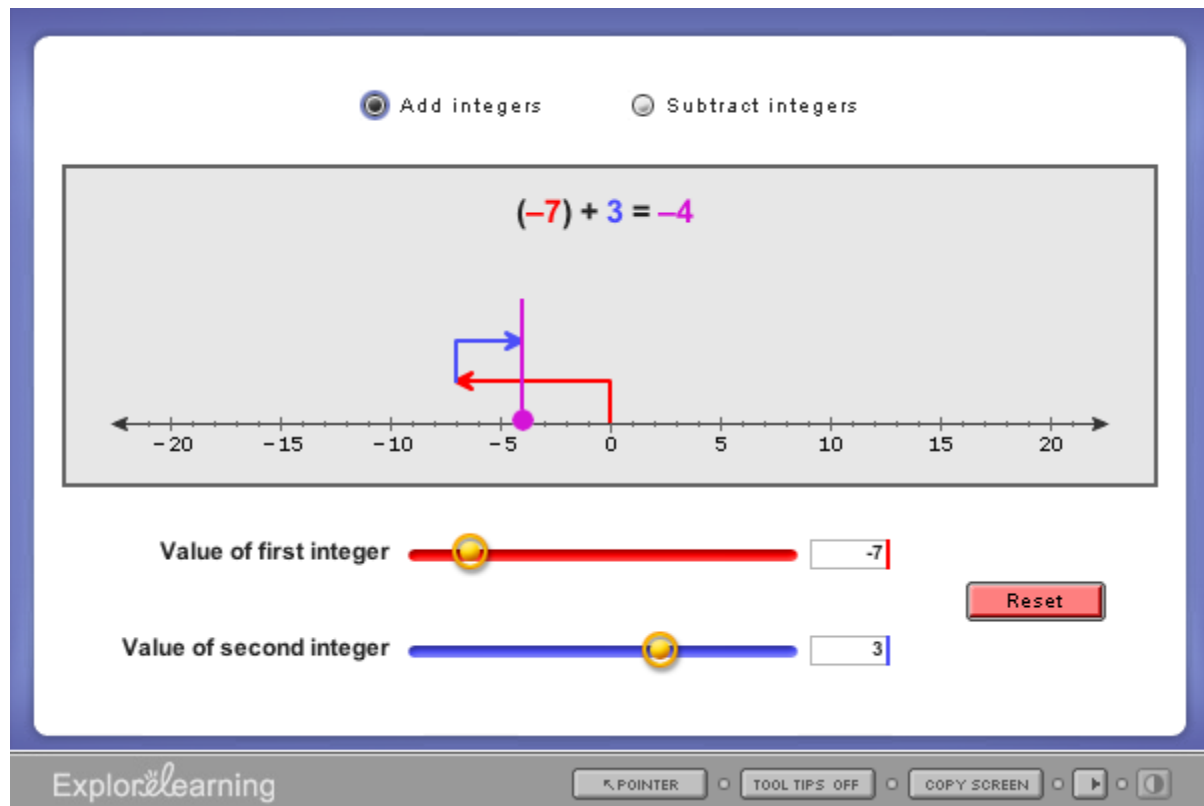 Add integers Subtract integers
(–7) + 3 = –4
-20 -15 -10 -5 0 5 10 15 20
Value of first integer -7
Reset
Value of second integer 3
ExploreLearning POINTER TOOL TIPS OFF COPY SCREEN